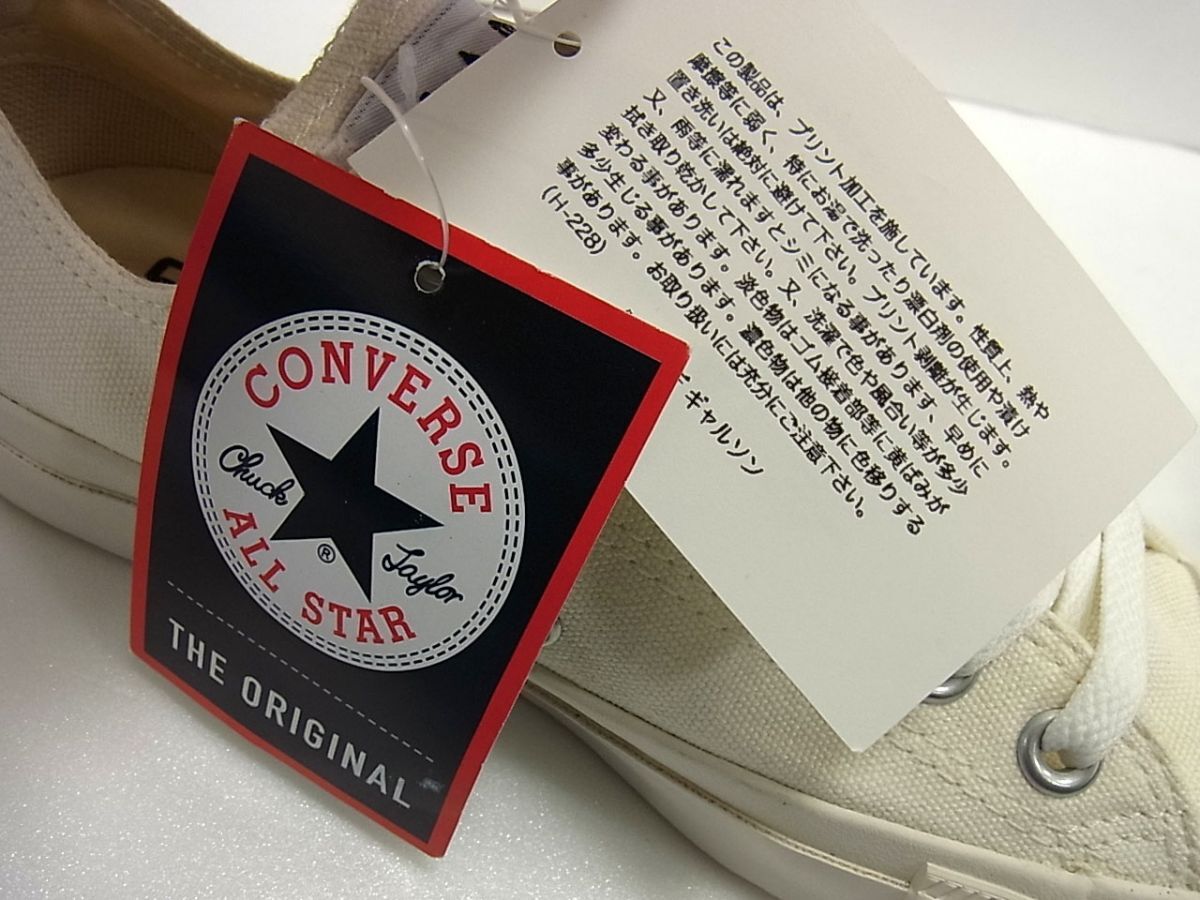 CONVERSE
Chuck
Taylor
®
ALL STAR
THE ORIGINAL
この製品は、プリント加工を施しています。性質上、熱や
摩擦等に弱く、特にお湯で洗ったり漂白剤の使用や漬け
置き洗いは絶対に避けて下さい。プリント剥離が生じます。
又、雨等に濡れますとシミになる事があります、早めに
拭き取り乾かして下さい。又、洗濯で色や風合い等が多少
変わる事があります。淡色物はゴム接着部等に黄ばみが
多少生じる事があります。濃色物は他の物に色移りする
事があります。お取り扱いには充分にご注意下さい。
(H-228)
ギャルソン